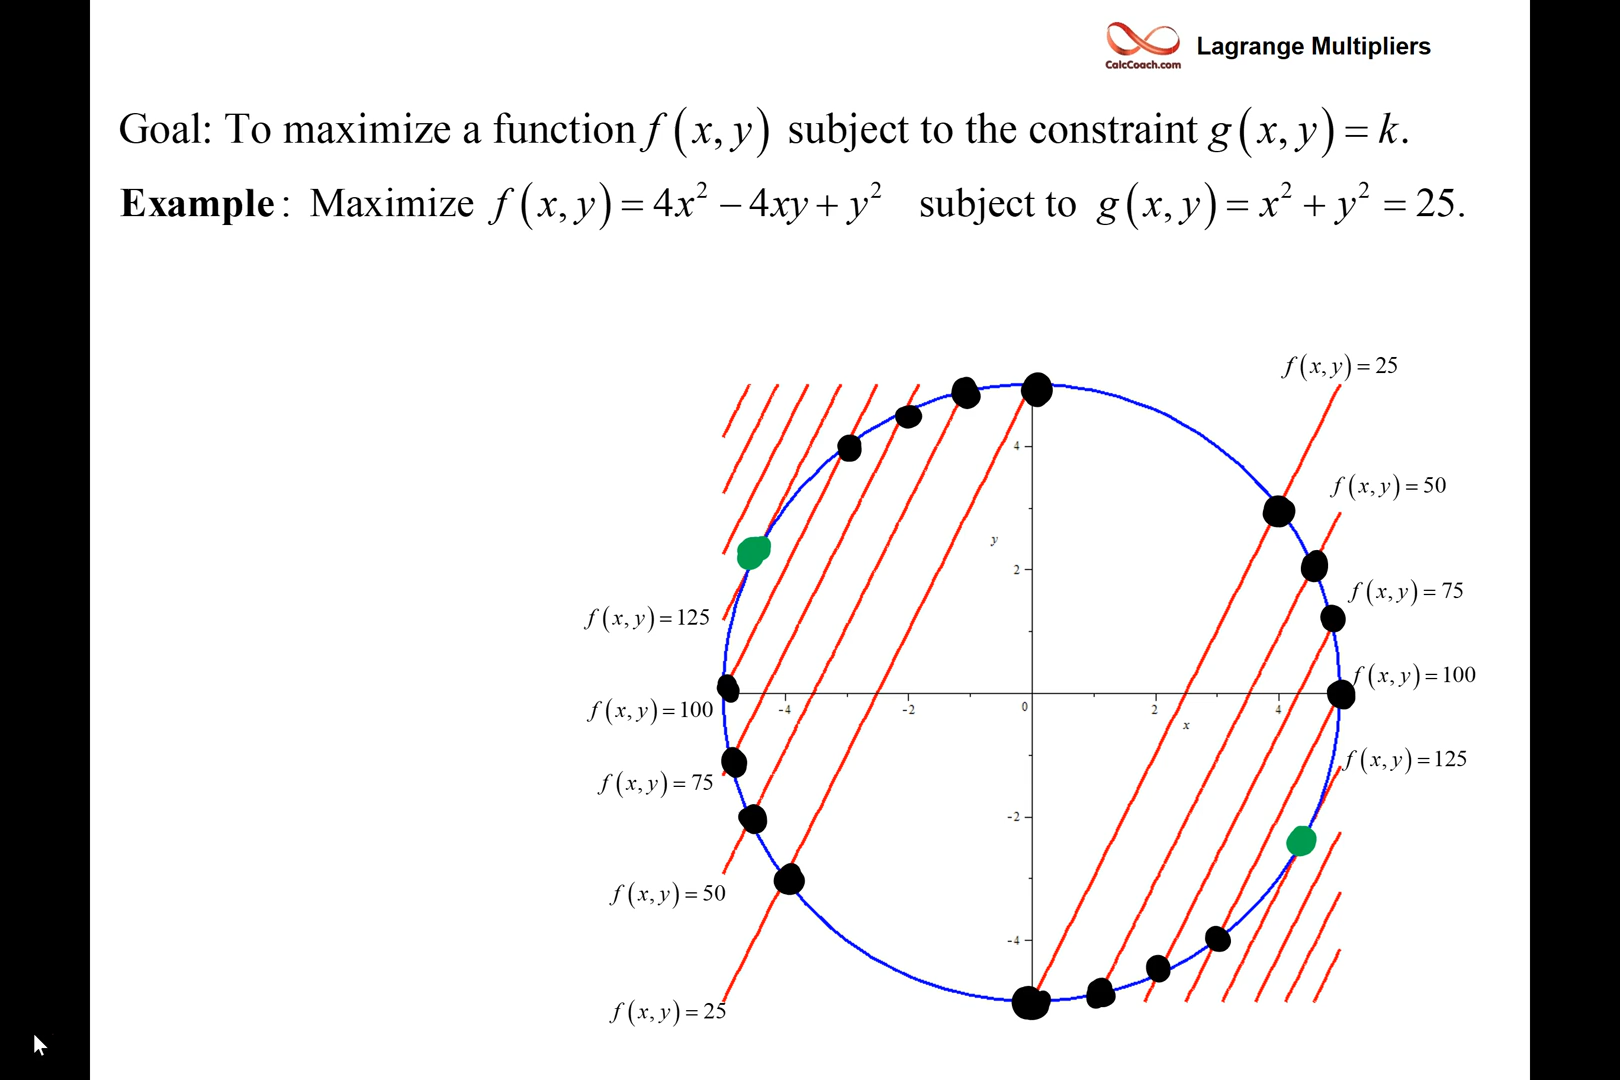 CalcCoach.com
Lagrange Multipliers
Goal: To maximize a function f(x,y) subject to the constraint g(x,y)=k.
Example: Maximize f(x,y)=4x²−4xy+y² subject to g(x,y)=x²+y²=25.
f(x,y)=25
f(x,y)=50
f(x,y)=75
f(x,y)=100
f(x,y)=125
f(x,y)=125
f(x,y)=100
f(x,y)=75
f(x,y)=50
f(x,y)=25
4
y
2
-4 -2 0 2 4
x
-2
-4